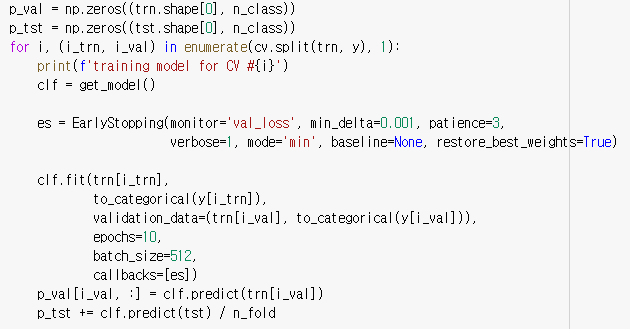 p_val = np.zeros((trn.shape[0], n_class))
p_tst = np.zeros((tst.shape[0], n_class))
for i, (i_trn, i_val) in enumerate(cv.split(trn, y), 1):
    print(f'training model for CV #{i}')
    clf = get_model()

    es = EarlyStopping(monitor='val_loss', min_delta=0.001, patience=3,
                       verbose=1, mode='min', baseline=None, restore_best_weights=True)

    clf.fit(trn[i_trn],
            to_categorical(y[i_trn]),
            validation_data=(trn[i_val], to_categorical(y[i_val])),
            epochs=10,
            batch_size=512,
            callbacks=[es])
    p_val[i_val, :] = clf.predict(trn[i_val])
    p_tst += clf.predict(tst) / n_fold